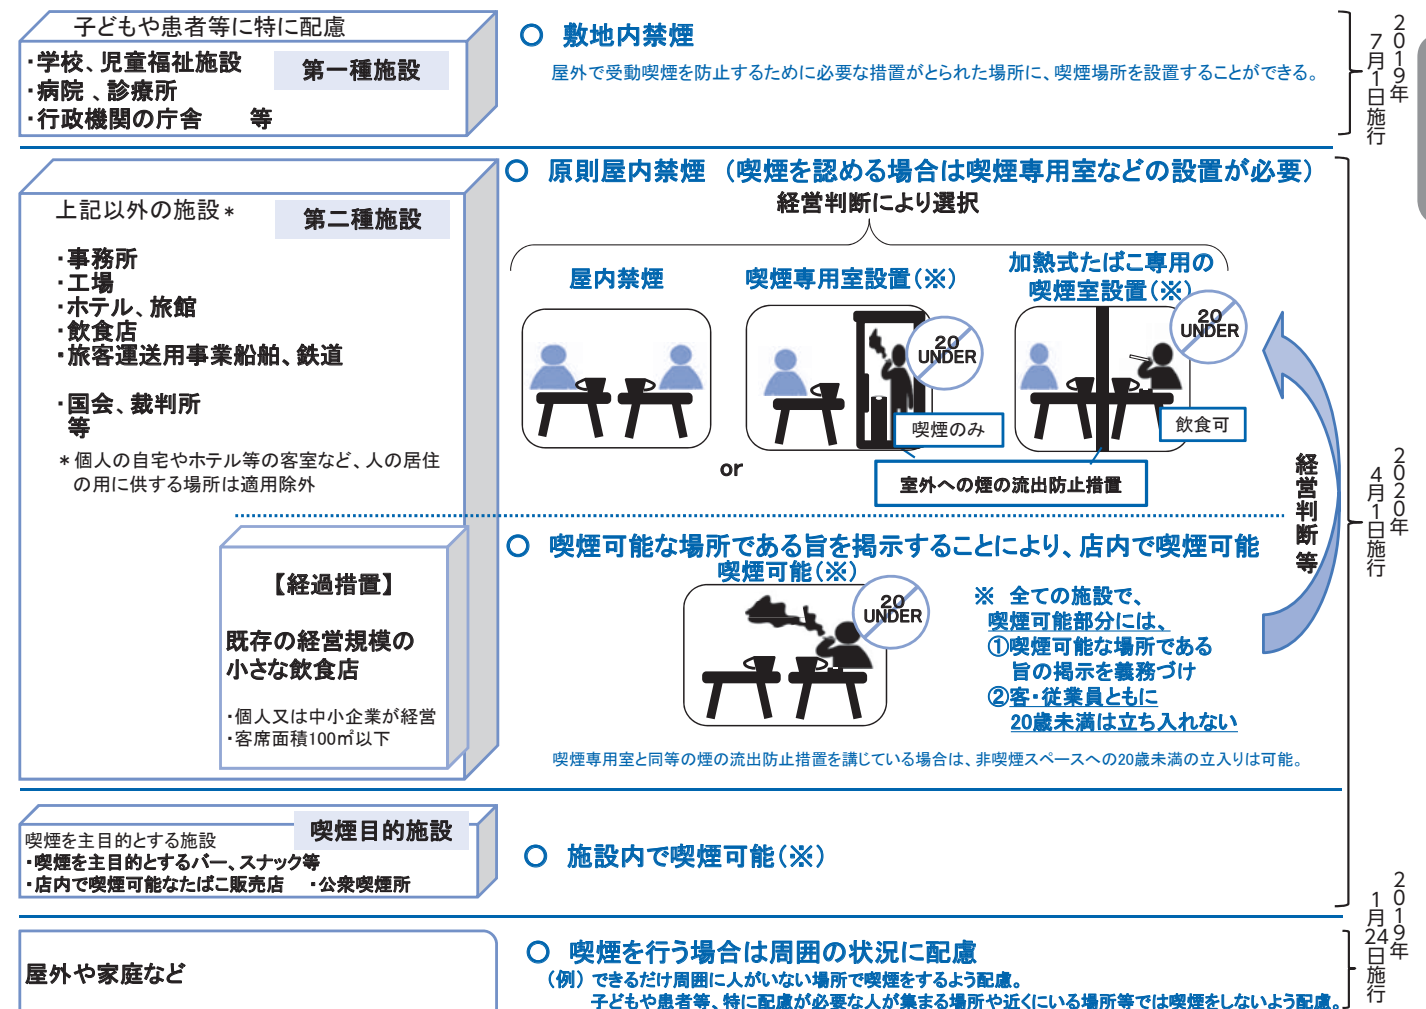 子どもや患者等に特に配慮
・学校、児童福祉施設
・病院 、診療所
・行政機関の庁舎　　等
第一種施設
○ 敷地内禁煙
屋外で受動喫煙を防止するために必要な措置がとられた場所に、喫煙場所を設置することができる。
2019年
7月1日施行
上記以外の施設＊
第二種施設
・事務所
・工場
・ホテル、旅館
・飲食店
・旅客運送用事業船舶、鉄道
・国会、裁判所
等
＊個人の自宅やホテル等の客室など、人の居住
の用に供する場所は適用除外
○ 原則屋内禁煙 （喫煙を認める場合は喫煙専用室などの設置が必要）
経営判断により選択
屋内禁煙
喫煙専用室設置（※）
加熱式たばこ専用の
喫煙室設置（※）
20
UNDER
20
UNDER
喫煙のみ
飲食可
or
室外への煙の流出防止措置
経営判断等
2020年
4月1日施行
【経過措置】
既存の経営規模の
小さな飲食店
・個人又は中小企業が経営
・客席面積100㎡以下
○ 喫煙可能な場所である旨を掲示することにより、店内で喫煙可能
喫煙可能（※）
20
UNDER
※ 全ての施設で、
喫煙可能部分には、
①喫煙可能な場所である
旨の掲示を義務づけ
②客・従業員ともに
20歳未満は立ち入れない
喫煙専用室と同等の煙の流出防止措置を講じている場合は、非喫煙スペースへの20歳未満の立入りは可能。
喫煙を主目的とする施設
喫煙目的施設
・喫煙を主目的とするバー、スナック等
・店内で喫煙可能なたばこ販売店　・公衆喫煙所
○ 施設内で喫煙可能（※）
屋外や家庭など
○ 喫煙を行う場合は周囲の状況に配慮
（例）できるだけ周囲に人がいない場所で喫煙をするよう配慮。
子どもや患者等、特に配慮が必要な人が集まる場所や近くにいる場所等では喫煙をしないよう配慮。
2019年
1月24日施行